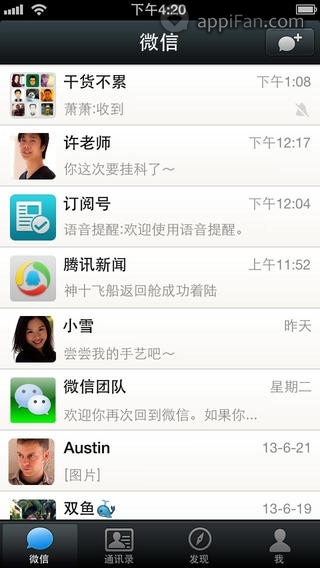 下午4:20
appiFan.com
微信
干货不累 下午1:08
萧萧:收到
许老师 下午12:17
你这次要挂科了～
订阅号 下午12:04
语音提醒:欢迎使用语音提醒。
腾讯新闻 上午11:52
神十飞船返回舱成功着陆
小雪 昨天
尝尝我的手艺吧～
微信团队 星期二
欢迎你再次回到微信。如果你...
Austin 13-6-21
[图片]
双鱼 13-6-19
微信 通讯录 发现 我